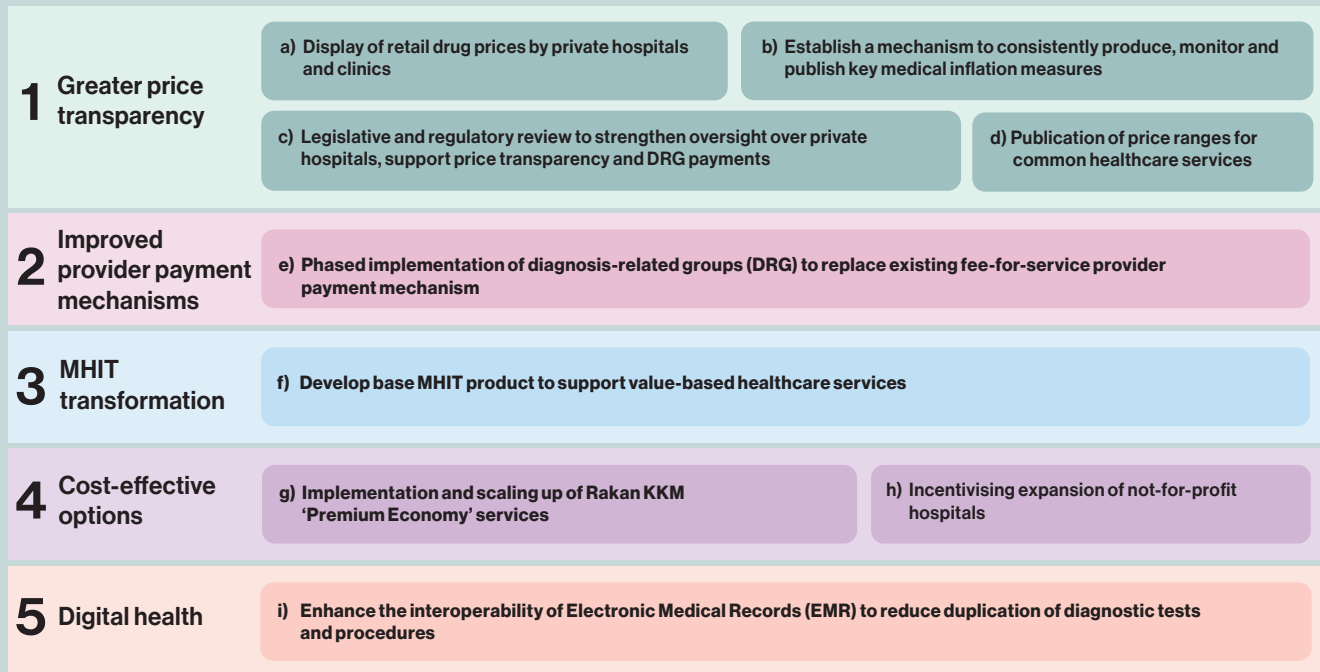 1 Greater price
transparency
a) Display of retail drug prices by private hospitals
and clinics
b) Establish a mechanism to consistently produce, monitor and
publish key medical inflation measures
c) Legislative and regulatory review to strengthen oversight over private
hospitals, support price transparency and DRG payments
d) Publication of price ranges for
common healthcare services
2 Improved
provider payment
mechanisms
e) Phased implementation of diagnosis-related groups (DRG) to replace existing fee-for-service provider
payment mechanism
3 MHIT
transformation
f) Develop base MHIT product to support value-based healthcare services
4 Cost-effective
options
g) Implementation and scaling up of Rakan KKM
‘Premium Economy’ services
h) Incentivising expansion of not-for-profit
hospitals
5 Digital health
i) Enhance the interoperability of Electronic Medical Records (EMR) to reduce duplication of diagnostic tests
and procedures